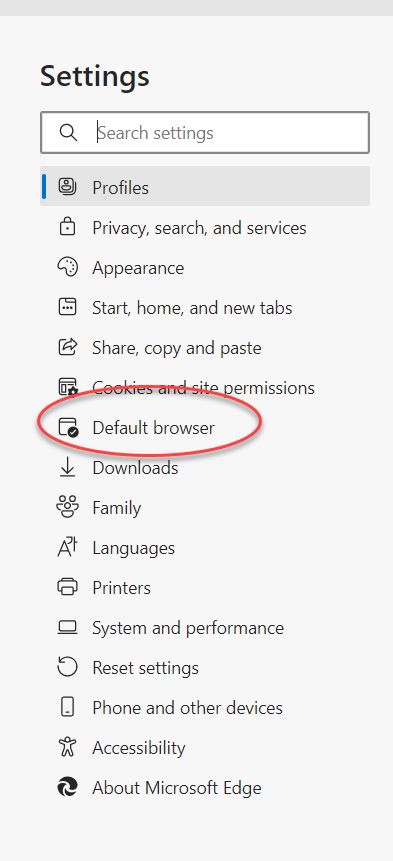 Settings
Search settings
Profiles
Privacy, search, and services
Appearance
Start, home, and new tabs
Share, copy and paste
Cookies and site permissions
Default browser
Downloads
Family
Languages
Printers
System and performance
Reset settings
Phone and other devices
Accessibility
About Microsoft Edge